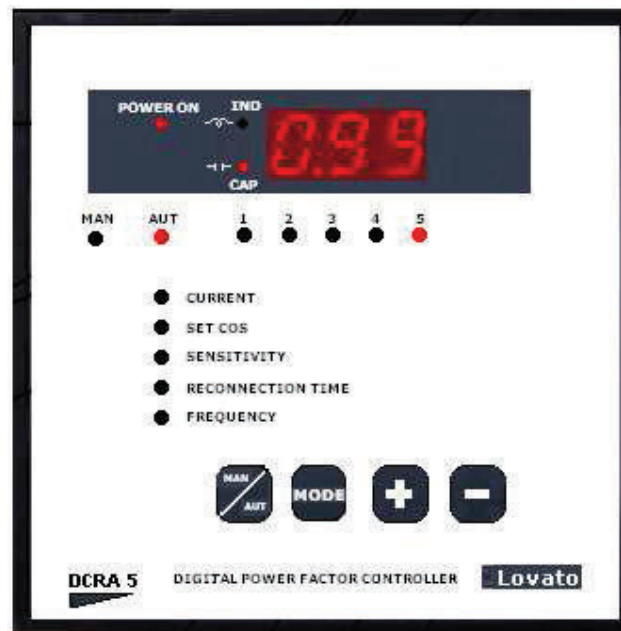 POWER ON IND
0.99
CAP
MAN AUT 1 2 3 4 5
CURRENT
SET COS
SENSITIVITY
RECONNECTION TIME
FREQUENCY
MAN AUT MODE + -
DCRA 5 DIGITAL POWER FACTOR CONTROLLER Lovato